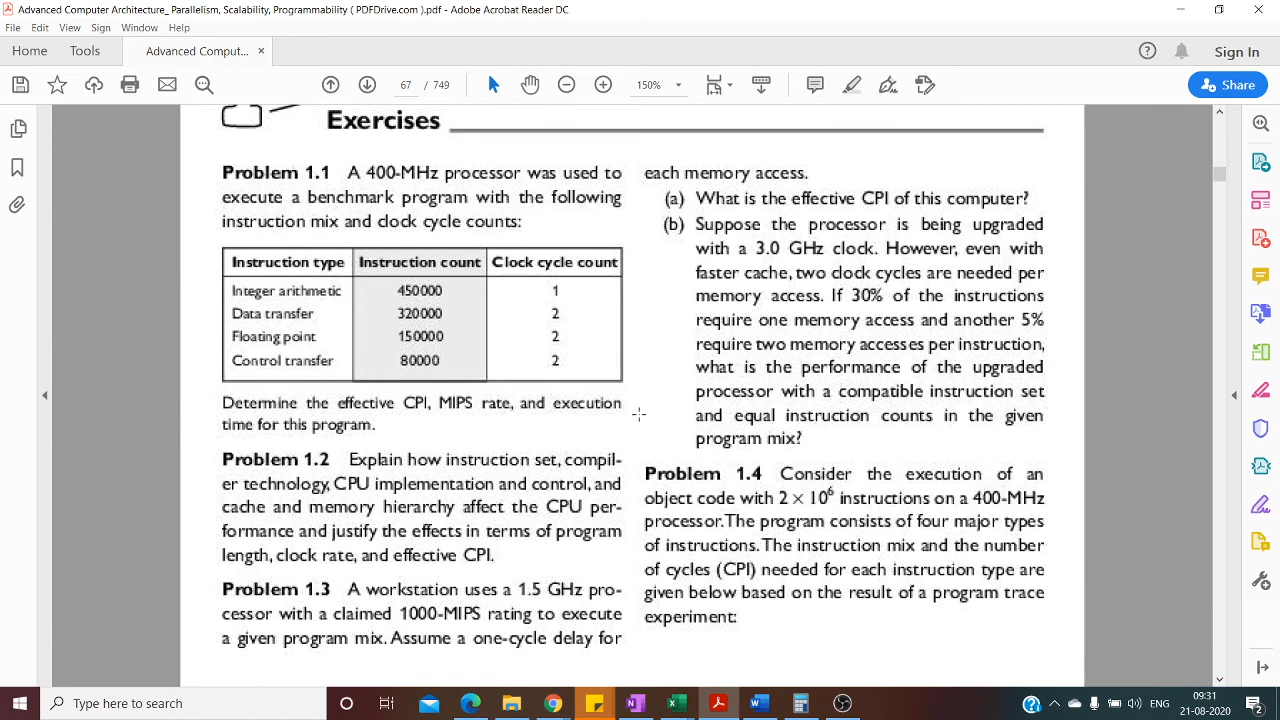 Advanced Computer Architecture_ Parallelism, Scalability, Programmability ( PDFDrive.com ).pdf - Adobe Acrobat Reader DC
File Edit View Sign Window Help
Home Tools Advanced Comput... × Sign In
67 / 749 150% Share
Exercises
Problem 1.1 A 400-MHz processor was used to
execute a benchmark program with the following
instruction mix and clock cycle counts:
Instruction type Instruction count Clock cycle count
Integer arithmetic 450000 1
Data transfer 320000 2
Floating point 150000 2
Control transfer 80000 2
Determine the effective CPI, MIPS rate, and execution
time for this program.
Problem 1.2 Explain how instruction set, compil-
er technology, CPU implementation and control, and
cache and memory hierarchy affect the CPU per-
formance and justify the effects in terms of program
length, clock rate, and effective CPI.
Problem 1.3 A workstation uses a 1.5 GHz pro-
cessor with a claimed 1000-MIPS rating to execute
a given program mix. Assume a one-cycle delay for
each memory access.
(a) What is the effective CPI of this computer?
(b) Suppose the processor is being upgraded
with a 3.0 GHz clock. However, even with
faster cache, two clock cycles are needed per
memory access. If 30% of the instructions
require one memory access and another 5%
require two memory accesses per instruction,
what is the performance of the upgraded
processor with a compatible instruction set
and equal instruction counts in the given
program mix?
Problem 1.4 Consider the execution of an
object code with 2 × 10⁶ instructions on a 400-MHz
processor. The program consists of four major types
of instructions. The instruction mix and the number
of cycles (CPI) needed for each instruction type are
given below based on the result of a program trace
experiment:
Type here to search
ENG
09:31
21-08-2020